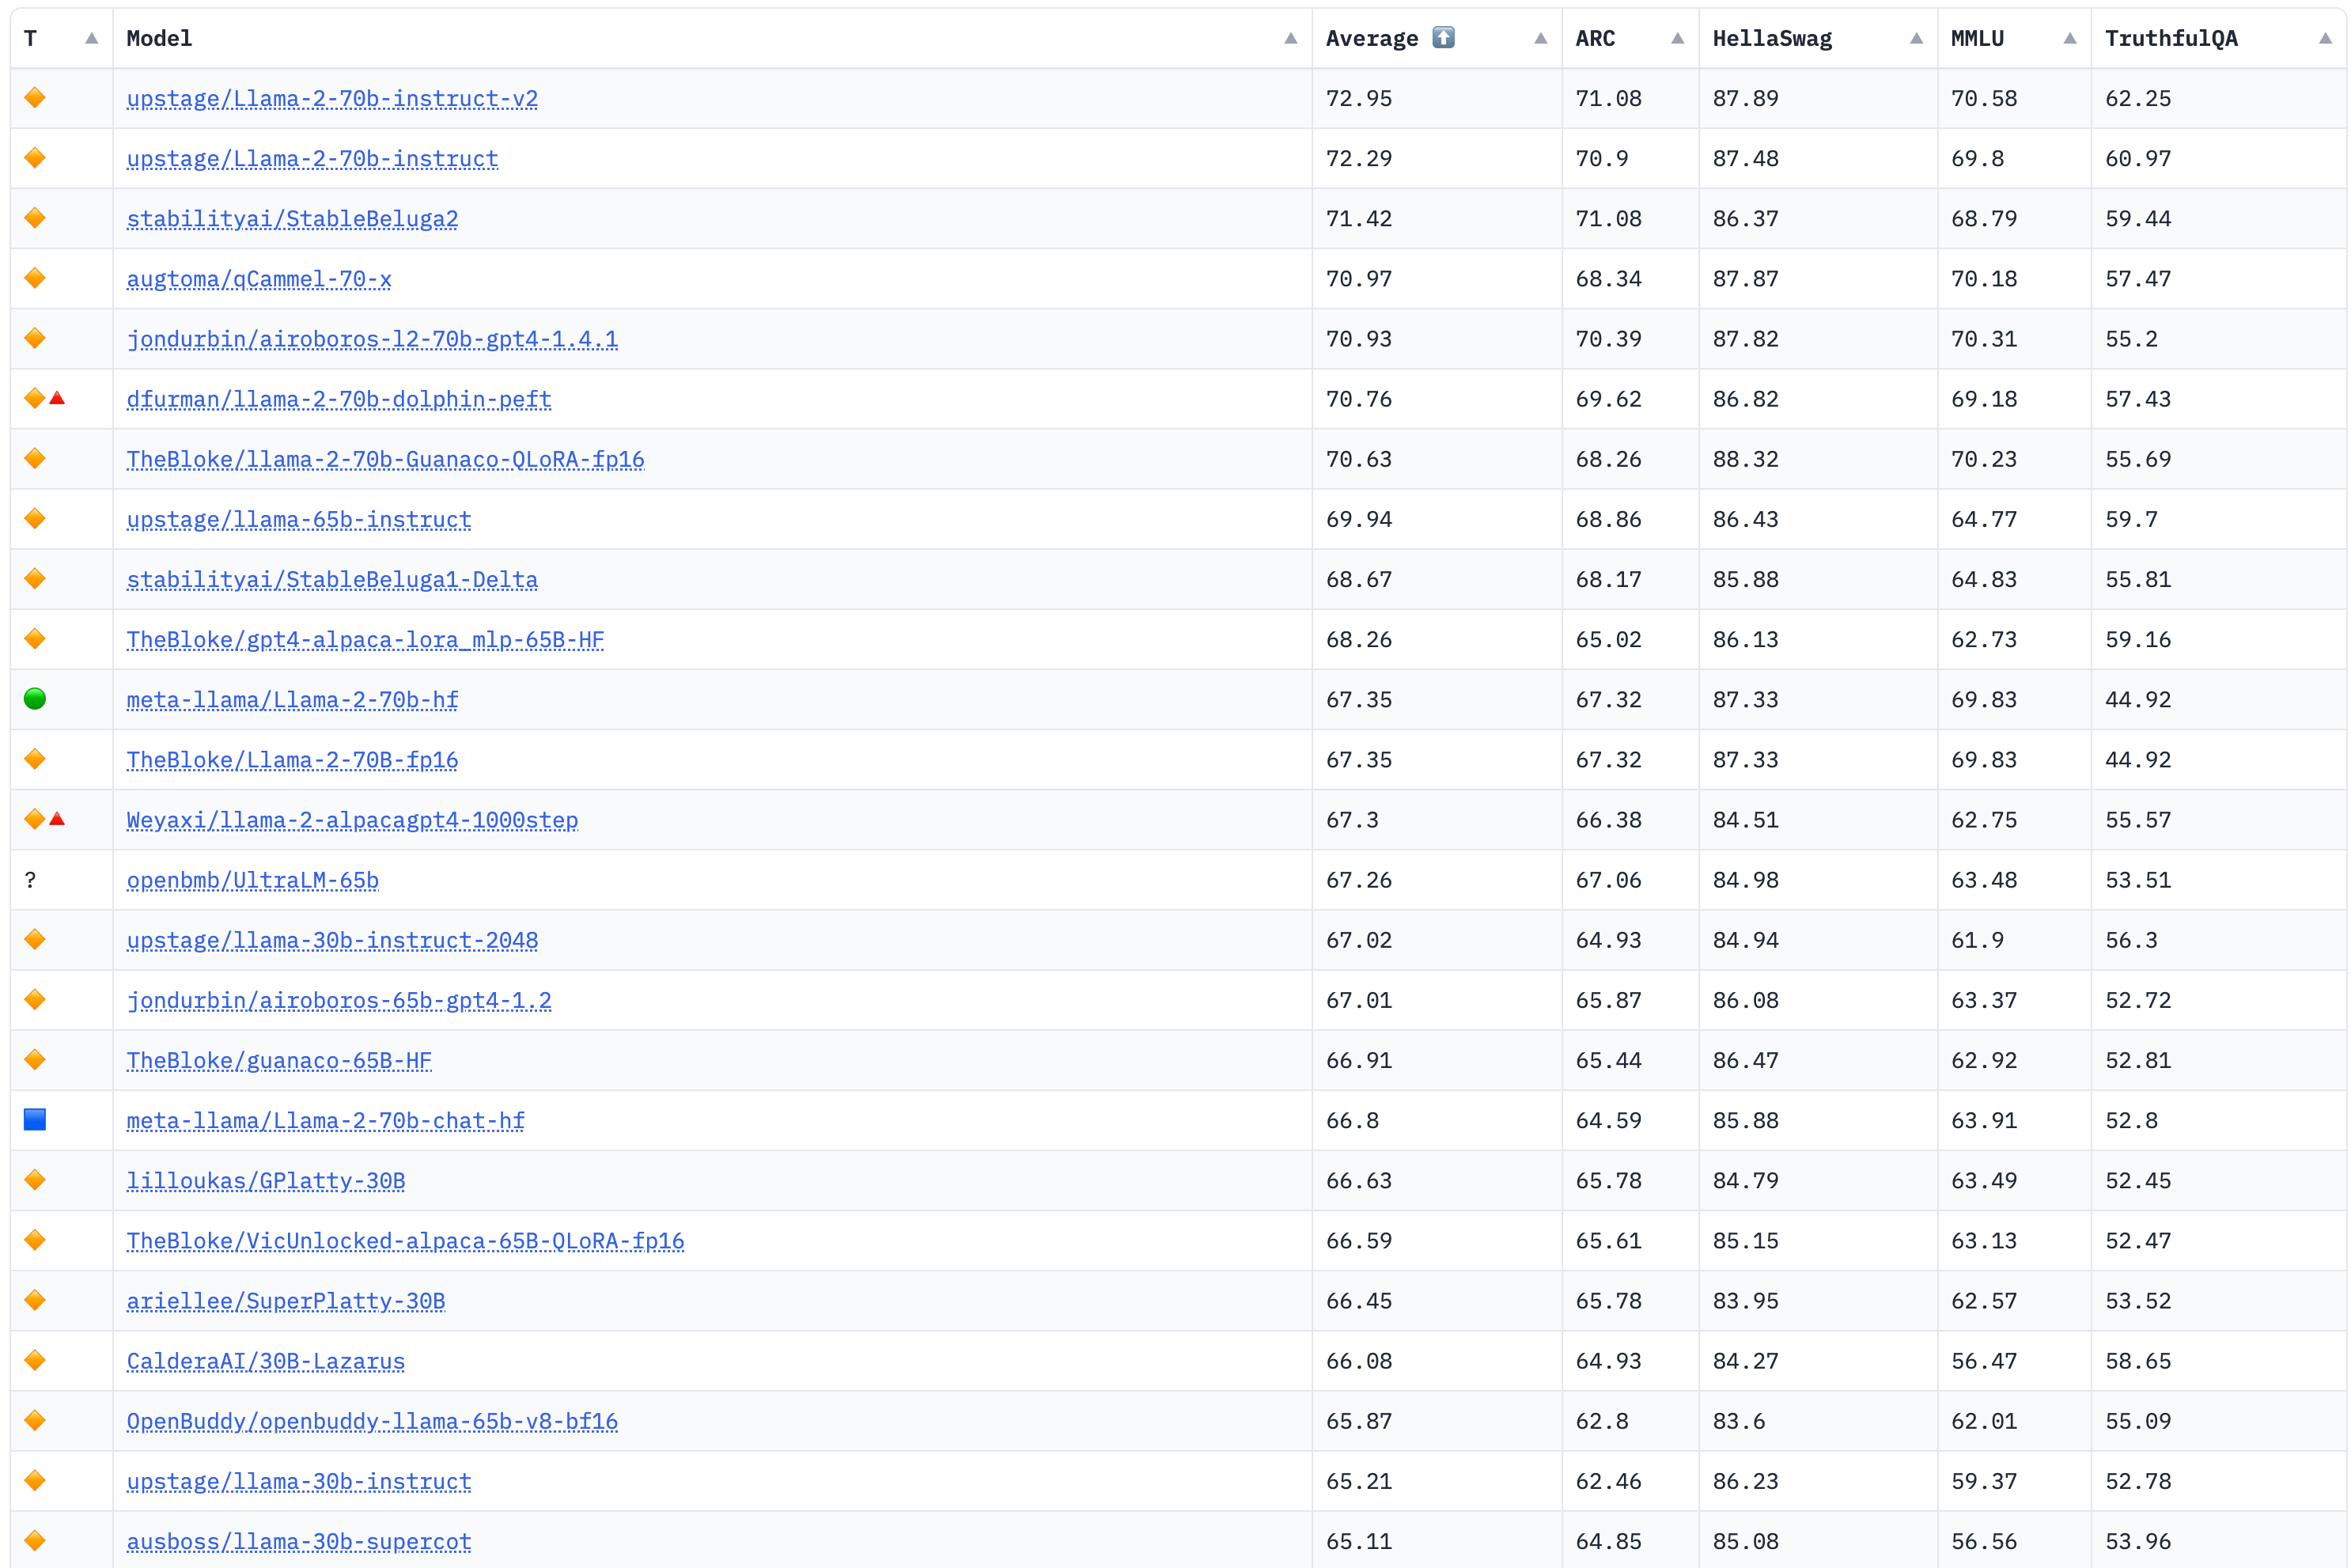 T Model Average ⬆️ ARC HellaSwag MMLU TruthfulQA
🔶 upstage/Llama-2-70b-instruct-v2 72.95 71.08 87.89 70.58 62.25
🔶 upstage/Llama-2-70b-instruct 72.29 70.9 87.48 69.8 60.97
🔶 stabilityai/StableBeluga2 71.42 71.08 86.37 68.79 59.44
🔶 augtoma/qCammel-70-x 70.97 68.34 87.87 70.18 57.47
🔶 jondurbin/airoboros-l2-70b-gpt4-1.4.1 70.93 70.39 87.82 70.31 55.2
🔶🔺 dfurman/llama-2-70b-dolphin-peft 70.76 69.62 86.82 69.18 57.43
🔶 TheBloke/llama-2-70b-Guanaco-QLoRA-fp16 70.63 68.26 88.32 70.23 55.69
🔶 upstage/llama-65b-instruct 69.94 68.86 86.43 64.77 59.7
🔶 stabilityai/StableBeluga1-Delta 68.67 68.17 85.88 64.83 55.81
🔶 TheBloke/gpt4-alpaca-lora_mlp-65B-HF 68.26 65.02 86.13 62.73 59.16
🟢 meta-llama/Llama-2-70b-hf 67.35 67.32 87.33 69.83 44.92
🔶 TheBloke/Llama-2-70B-fp16 67.35 67.32 87.33 69.83 44.92
🔶🔺 Weyaxi/llama-2-alpacagpt4-1000step 67.3 66.38 84.51 62.75 55.57
? openbmb/UltraLM-65b 67.26 67.06 84.98 63.48 53.51
🔶 upstage/llama-30b-instruct-2048 67.02 64.93 84.94 61.9 56.3
🔶 jondurbin/airoboros-65b-gpt4-1.2 67.01 65.87 86.08 63.37 52.72
🔶 TheBloke/guanaco-65B-HF 66.91 65.44 86.47 62.92 52.81
🟦 meta-llama/Llama-2-70b-chat-hf 66.8 64.59 85.88 63.91 52.8
🔶 lilloukas/GPlatty-30B 66.63 65.78 84.79 63.49 52.45
🔶 TheBloke/VicUnlocked-alpaca-65B-QLoRA-fp16 66.59 65.61 85.15 63.13 52.47
🔶 ariellee/SuperPlatty-30B 66.45 65.78 83.95 62.57 53.52
🔶 CalderaAI/30B-Lazarus 66.08 64.93 84.27 56.47 58.65
🔶 OpenBuddy/openbuddy-llama-65b-v8-bf16 65.87 62.8 83.6 62.01 55.09
🔶 upstage/llama-30b-instruct 65.21 62.46 86.23 59.37 52.78
🔶 ausboss/llama-30b-supercot 65.11 64.85 85.08 56.56 53.96